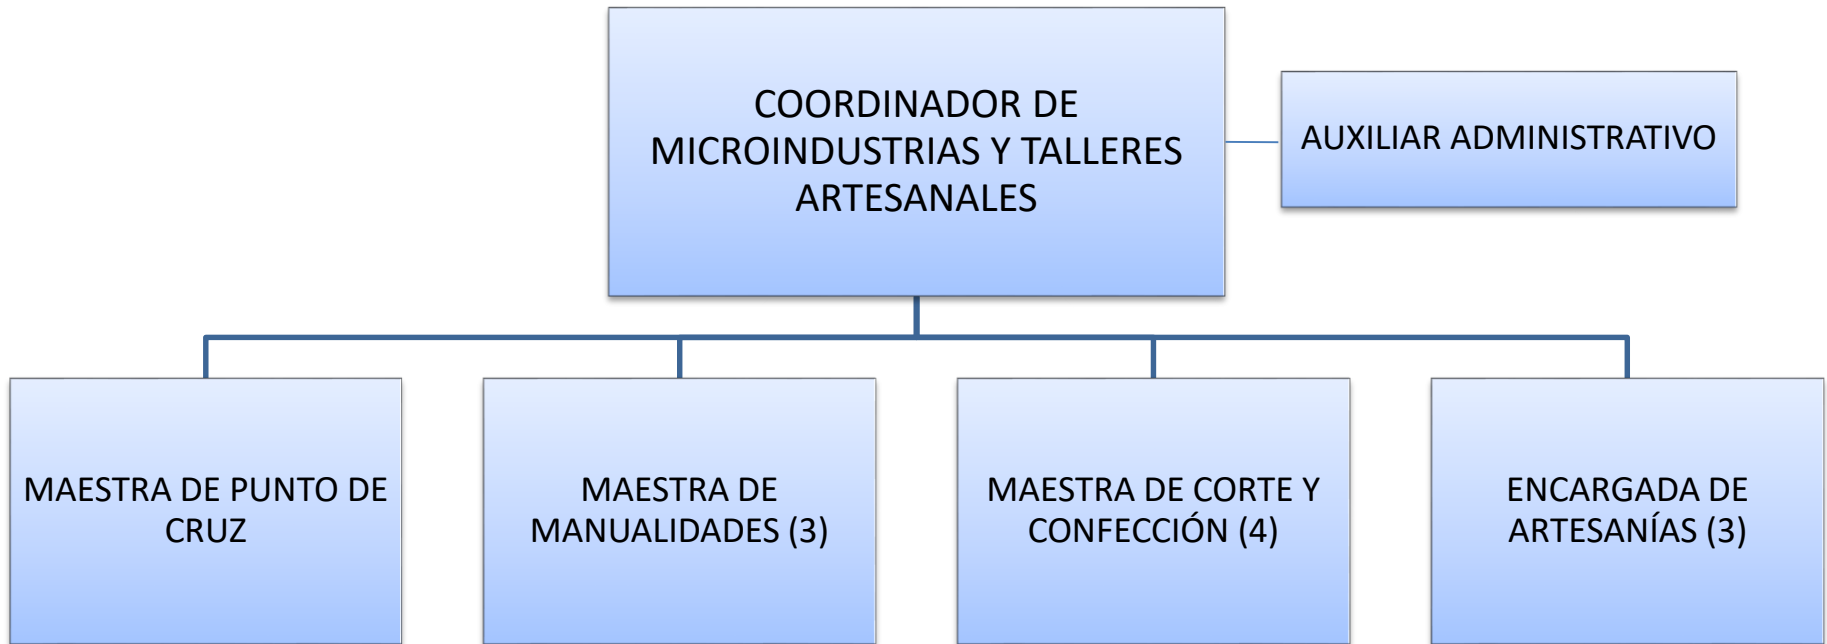 COORDINADOR DE
MICROINDUSTRIAS Y TALLERES
ARTESANALES
AUXILIAR ADMINISTRATIVO
MAESTRA DE PUNTO DE
CRUZ
MAESTRA DE
MANUALIDADES (3)
MAESTRA DE CORTE Y
CONFECCIÓN (4)
ENCARGADA DE
ARTESANÍAS (3)